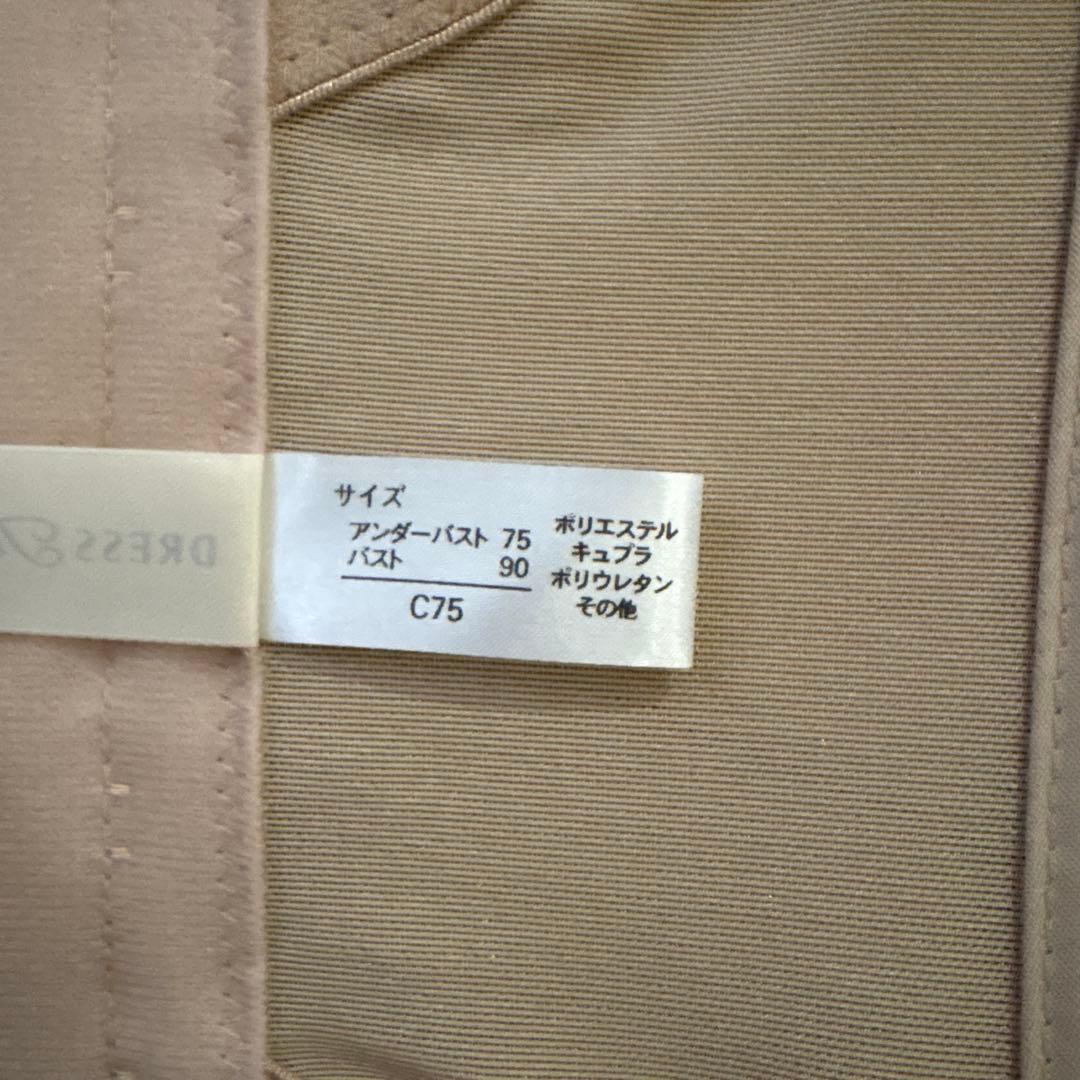 サイズ
アンダーバスト 75
バスト 90
C75
ポリエステル
キュプラ
ポリウレタン
その他
DRESS